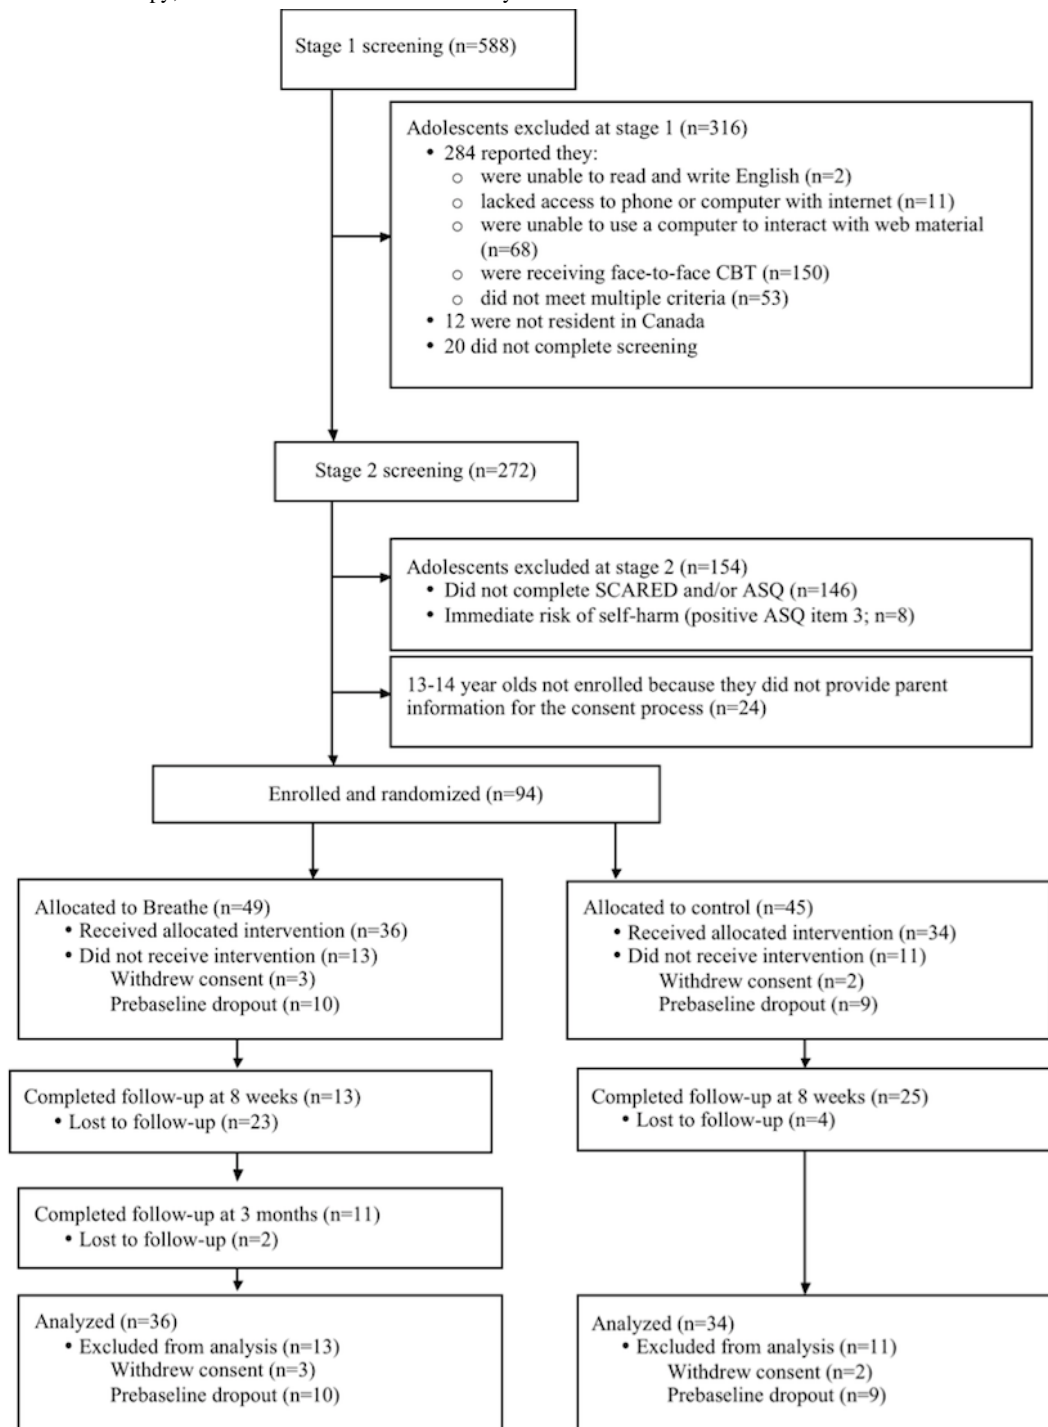 Stage 1 screening (n=588)
Adolescents excluded at stage 1 (n=316)
• 284 reported they:
o were unable to read and write English (n=2)
o lacked access to phone or computer with internet (n=11)
o were unable to use a computer to interact with web material
(n=68)
o were receiving face-to-face CBT (n=150)
o did not meet multiple criteria (n=53)
• 12 were not resident in Canada
• 20 did not complete screening
Stage 2 screening (n=272)
Adolescents excluded at stage 2 (n=154)
• Did not complete SCARED and/or ASQ (n=146)
• Immediate risk of self-harm (positive ASQ item 3; n=8)
13-14 year olds not enrolled because they did not provide parent
information for the consent process (n=24)
Enrolled and randomized (n=94)
Allocated to Breathe (n=49)
• Received allocated intervention (n=36)
• Did not receive intervention (n=13)
Withdrew consent (n=3)
Prebaseline dropout (n=10)
Allocated to control (n=45)
• Received allocated intervention (n=34)
• Did not receive intervention (n=11)
Withdrew consent (n=2)
Prebaseline dropout (n=9)
Completed follow-up at 8 weeks (n=13)
• Lost to follow-up (n=23)
Completed follow-up at 8 weeks (n=25)
• Lost to follow-up (n=4)
Completed follow-up at 3 months (n=11)
• Lost to follow-up (n=2)
Analyzed (n=36)
• Excluded from analysis (n=13)
Withdrew consent (n=3)
Prebaseline dropout (n=10)
Analyzed (n=34)
• Excluded from analysis (n=11)
Withdrew consent (n=2)
Prebaseline dropout (n=9)